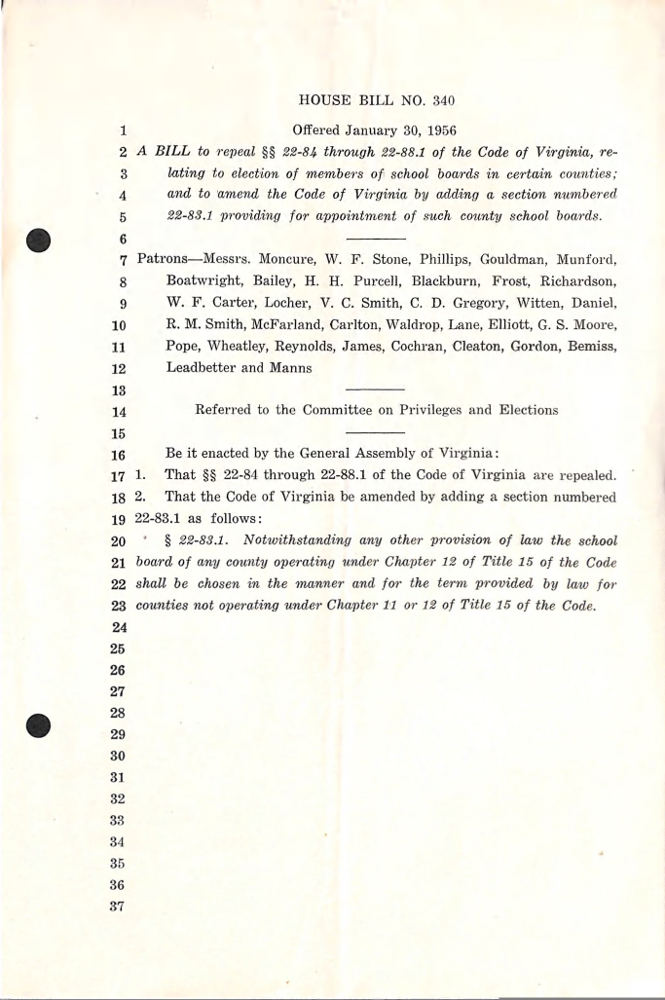 HOUSE BILL NO. 340
1 Offered January 30, 1956
2 A BILL to repeal §§ 22-84 through 22-88.1 of the Code of Virginia, re-
3 lating to election of members of school boards in certain counties;
4 and to amend the Code of Virginia by adding a section numbered
5 22-83.1 providing for appointment of such county school boards.
6
7 Patrons—Messrs. Moncure, W. F. Stone, Phillips, Gouldman, Munford,
8 Boatwright, Bailey, H. H. Purcell, Blackburn, Frost, Richardson,
9 W. F. Carter, Locher, V. C. Smith, C. D. Gregory, Witten, Daniel,
10 R. M. Smith, McFarland, Carlton, Waldrop, Lane, Elliott, G. S. Moore,
11 Pope, Wheatley, Reynolds, James, Cochran, Cleaton, Gordon, Bemiss,
12 Leadbetter and Manns
13
14 Referred to the Committee on Privileges and Elections
15
16 Be it enacted by the General Assembly of Virginia:
17 1. That §§ 22-84 through 22-88.1 of the Code of Virginia are repealed.
18 2. That the Code of Virginia be amended by adding a section numbered
19 22-83.1 as follows:
20 § 22-83.1. Notwithstanding any other provision of law the school
21 board of any county operating under Chapter 12 of Title 15 of the Code
22 shall be chosen in the manner and for the term provided by law for
23 counties not operating under Chapter 11 or 12 of Title 15 of the Code.
24
25
26
27
28
29
30
31
32
33
34
35
36
37